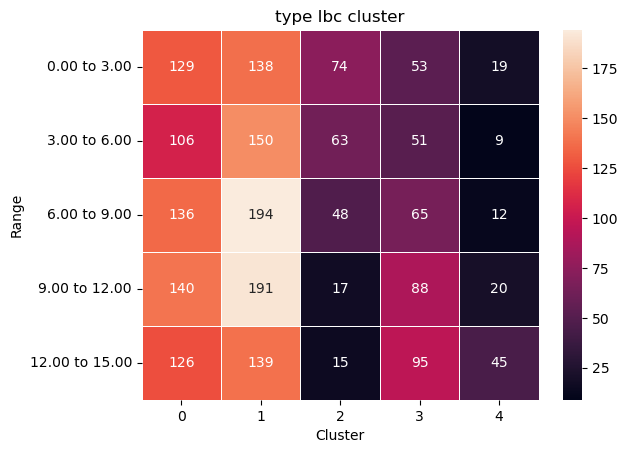 type Ibc cluster
0.00 to 3.00 129 138 74 53 19
3.00 to 6.00 106 150 63 51 9
6.00 to 9.00 136 194 48 65 12
9.00 to 12.00 140 191 17 88 20
12.00 to 15.00 126 139 15 95 45
0 1 2 3 4
Cluster
Range
175
150
125
100
75
50
25